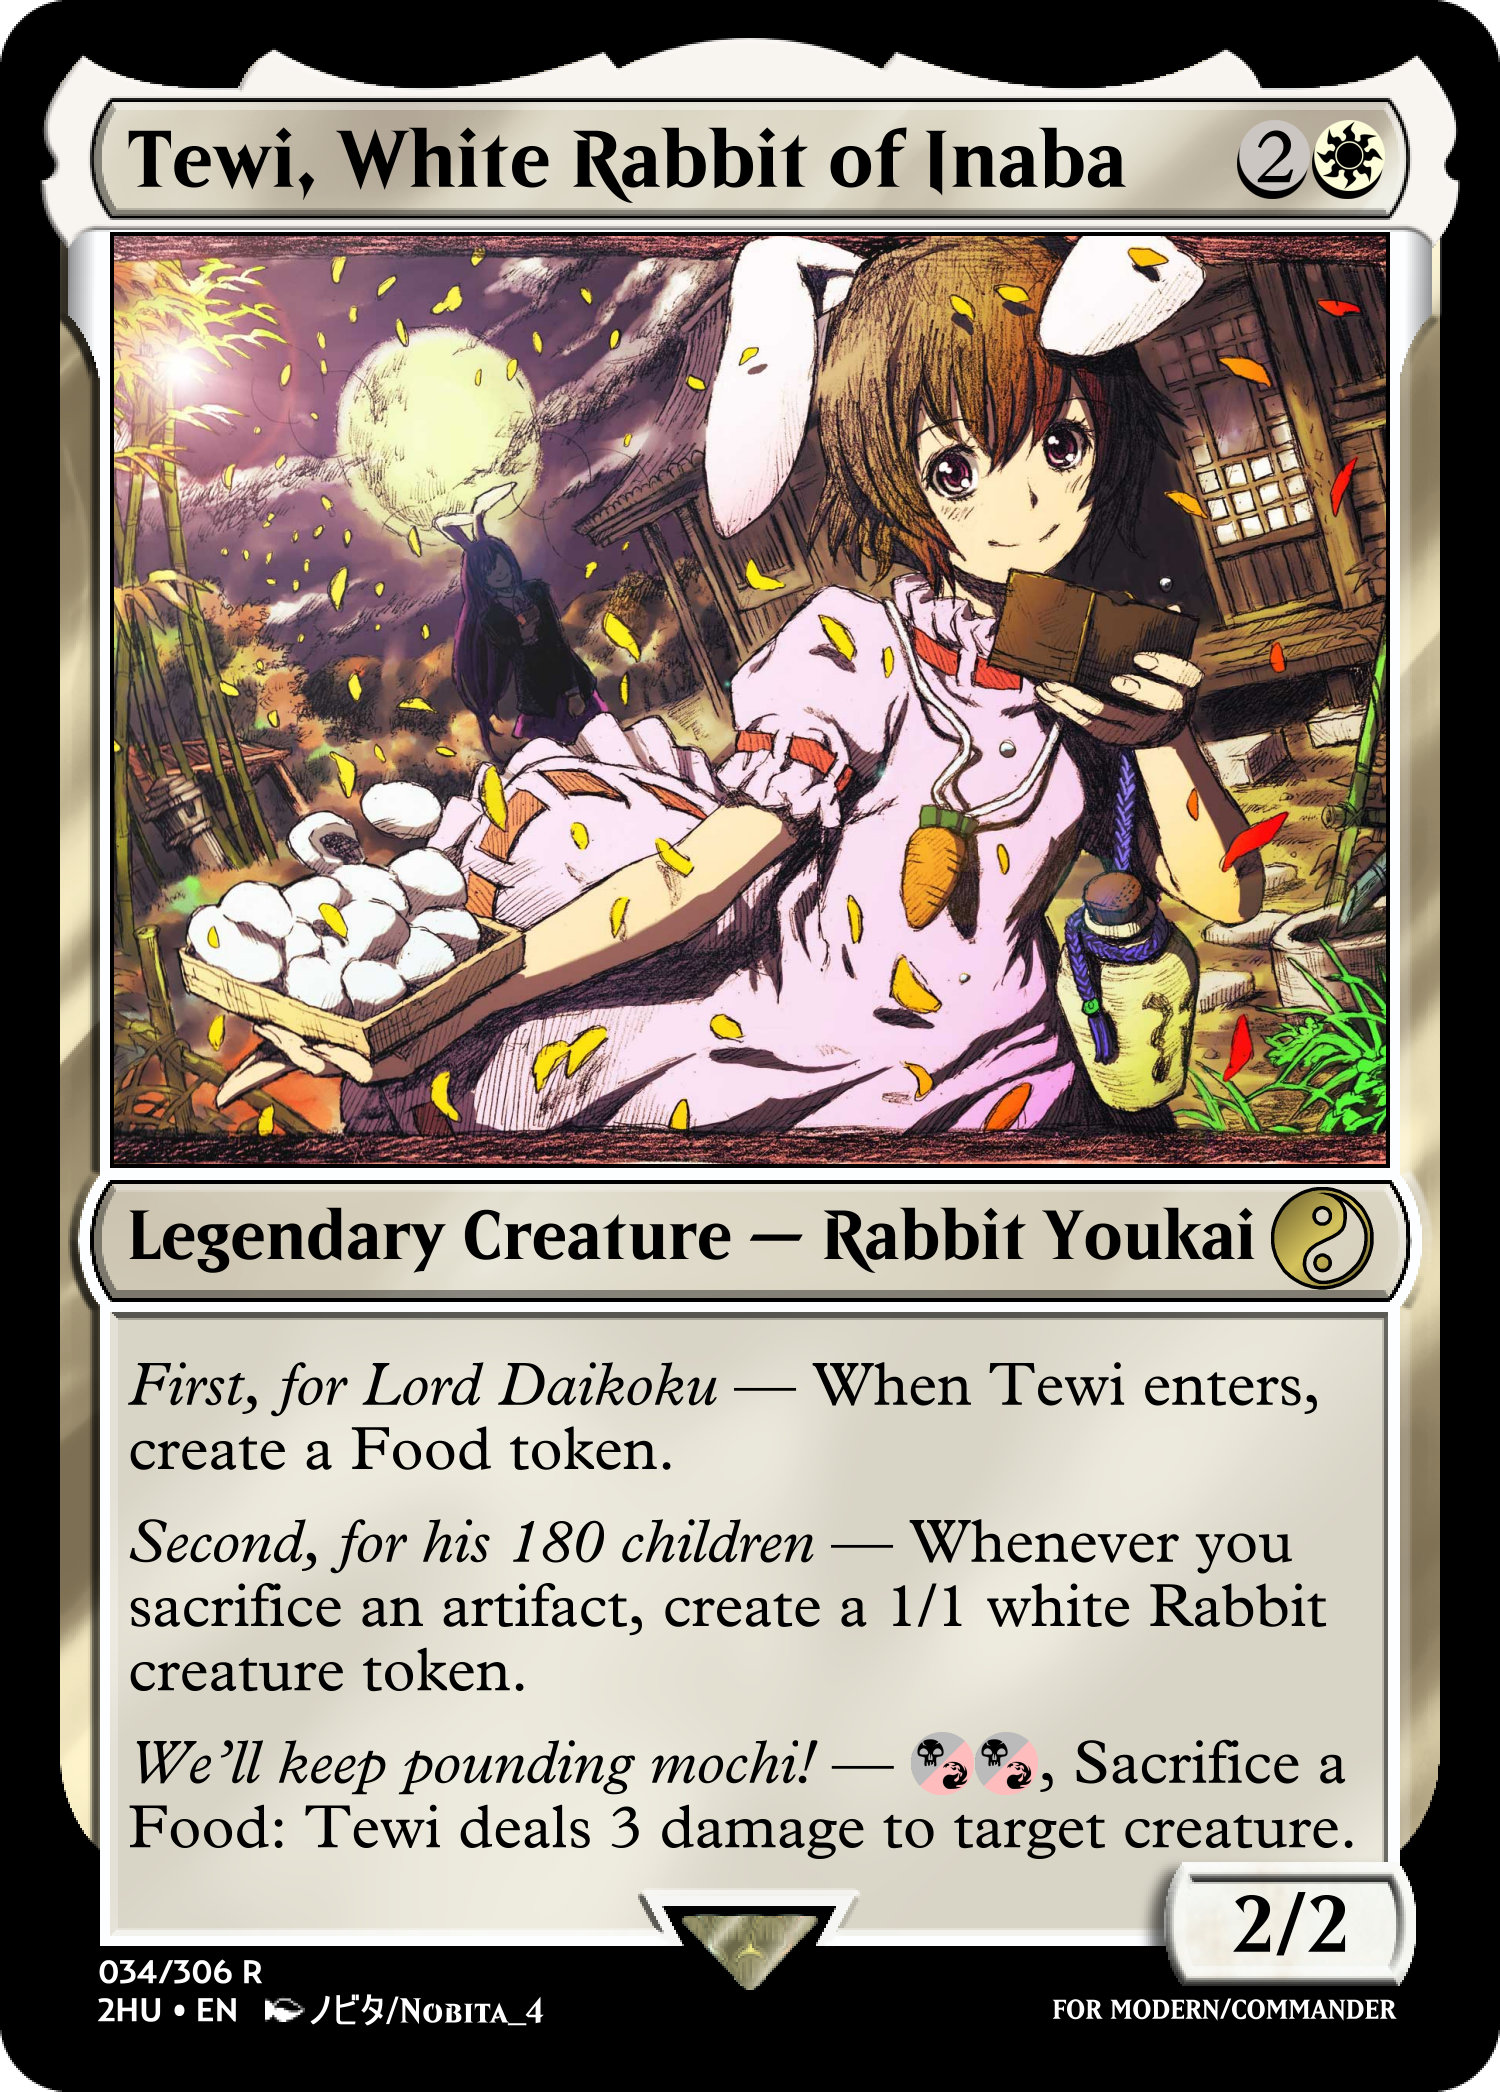 Tewi, White Rabbit of Inaba 2
Legendary Creature — Rabbit Youkai
First, for Lord Daikoku — When Tewi enters,
create a Food token.
Second, for his 180 children — Whenever you
sacrifice an artifact, create a 1/1 white Rabbit
creature token.
We'll keep pounding mochi! — , Sacrifice a
Food: Tewi deals 3 damage to target creature.
2/2
034/306 R
2HU • EN ノビタ/Nobita_4
FOR MODERN/COMMANDER